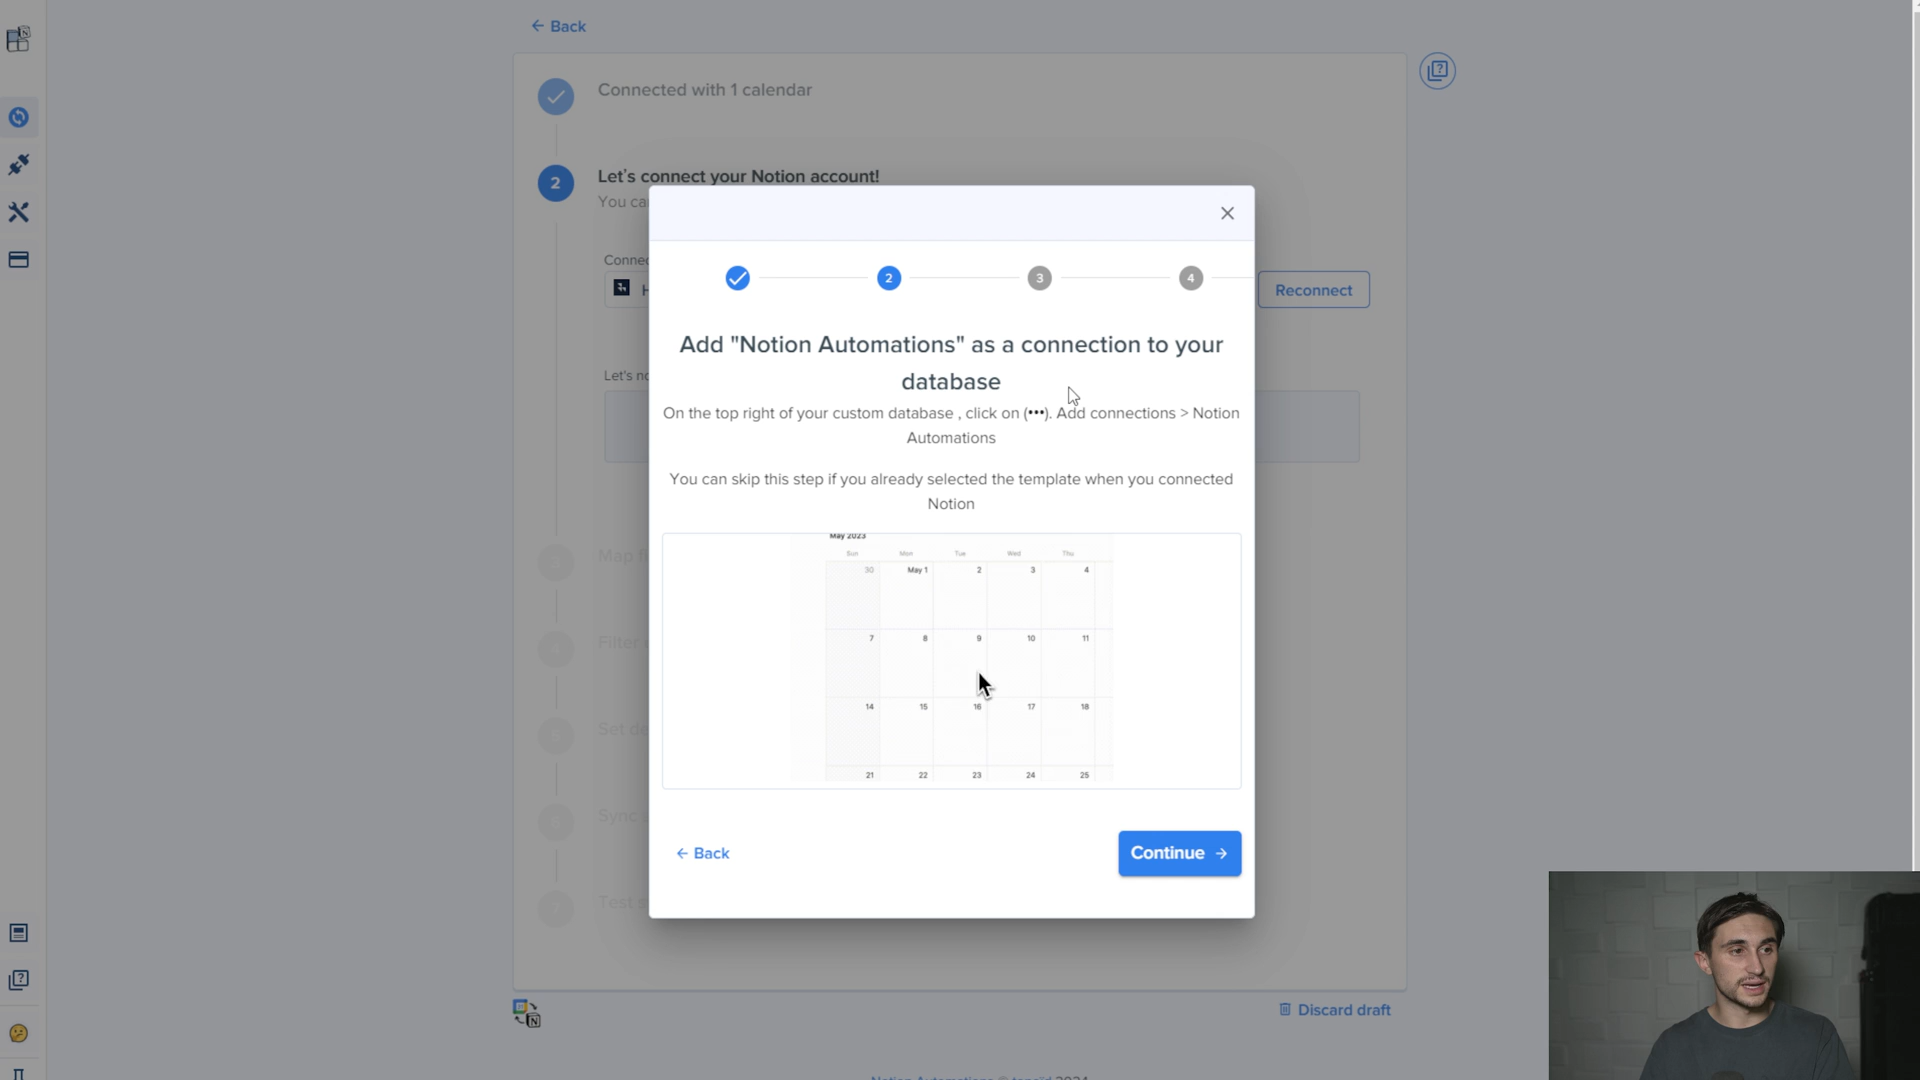 Back
Connected with 1 calendar
2
Let's connect your Notion account!
You ca
Connec
H
Reconnect
Let's no
Map f
Filter
Set de
Sync
Test s
2
3
4
Add "Notion Automations" as a connection to your
database
On the top right of your custom database , click on (•••). Add connections > Notion
Automations
You can skip this step if you already selected the template when you connected
Notion
May 2023
Sun Mon Tue Wed Thu
30 May 1 2 3 4
7 8 9 10 11
14 15 16 17 18
21 22 23 24 25
Back
Continue
Discard draft